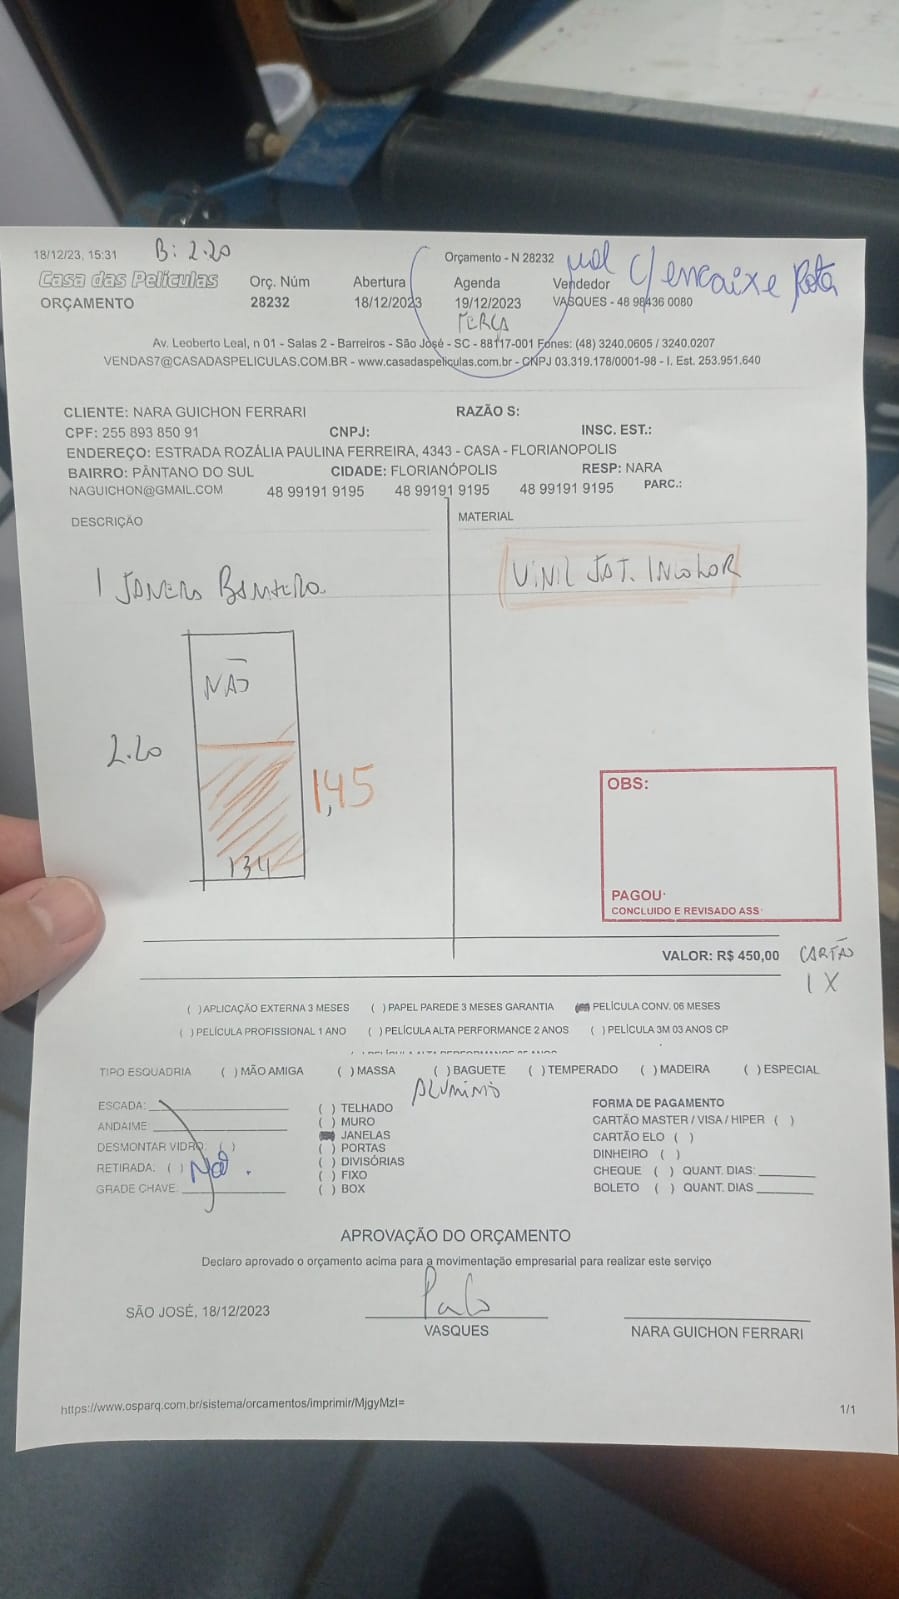 18/12/23, 15:31 B: 2.20 Orçamento - N 28232
C/ encaixe Rota
Casa das Películas Orç. Núm Abertura Agenda Vendedor
ORÇAMENTO 28232 18/12/2023 19/12/2023 VASQUES - 48 98436 0080
TERÇA
Av. Leoberto Leal, n 01 - Salas 2 - Barreiros - São José - SC - 88117-001 Fones: (48) 3240.0605 / 3240.0207
VENDAS7@CASADASPELICULAS.COM.BR - www.casadaspeliculas.com.br - CNPJ 03.319.178/0001-98 - I. Est. 253.951.640
CLIENTE: NARA GUICHON FERRARI RAZÃO S:
CPF: 255 893 850 91 CNPJ: INSC. EST.:
ENDEREÇO: ESTRADA ROZÁLIA PAULINA FERREIRA, 4343 - CASA - FLORIANOPOLIS
BAIRRO: PÂNTANO DO SUL CIDADE: FLORIANÓPOLIS RESP: NARA
NAGUICHON@GMAIL.COM 48 99191 9195 48 99191 9195 48 99191 9195 PARC.:
DESCRIÇÃO MATERIAL
1 JANELA BANHEIRO VINIL JAT. INCOLOR
NÃO
2.20
1,45
134
OBS:
PAGOU:
CONCLUIDO E REVISADO ASS:
VALOR: R$ 450,00 CARTÃO
1 X
( ) APLICAÇÃO EXTERNA 3 MESES ( ) PAPEL PAREDE 3 MESES GARANTIA PELÍCULA CONV. 06 MESES
( ) PELÍCULA PROFISSIONAL 1 ANO ( ) PELÍCULA ALTA PERFORMANCE 2 ANOS ( ) PELÍCULA 3M 03 ANOS CP
TIPO ESQUADRIA ( ) MÃO AMIGA ( ) MASSA ( ) BAGUETE ( ) TEMPERADO ( ) MADEIRA ( ) ESPECIAL
ALUMINIO
ESCADA: ( ) TELHADO FORMA DE PAGAMENTO
ANDAIME: ( ) MURO CARTÃO MASTER / VISA / HIPER ( )
DESMONTAR VIDRO: ( ) JANELAS CARTÃO ELO ( )
( ) PORTAS DINHEIRO ( )
RETIRADA: ( ) Não. ( ) DIVISÓRIAS CHEQUE ( ) QUANT. DIAS:
GRADE CHAVE: ( ) FIXO BOLETO ( ) QUANT. DIAS
( ) BOX
APROVAÇÃO DO ORÇAMENTO
Declaro aprovado o orçamento acima para a movimentação empresarial para realizar este serviço
SÃO JOSÉ, 18/12/2023
VASQUES NARA GUICHON FERRARI
https://www.osparq.com.br/sistema/orcamentos/imprimir/MjgyMzI= 1/1